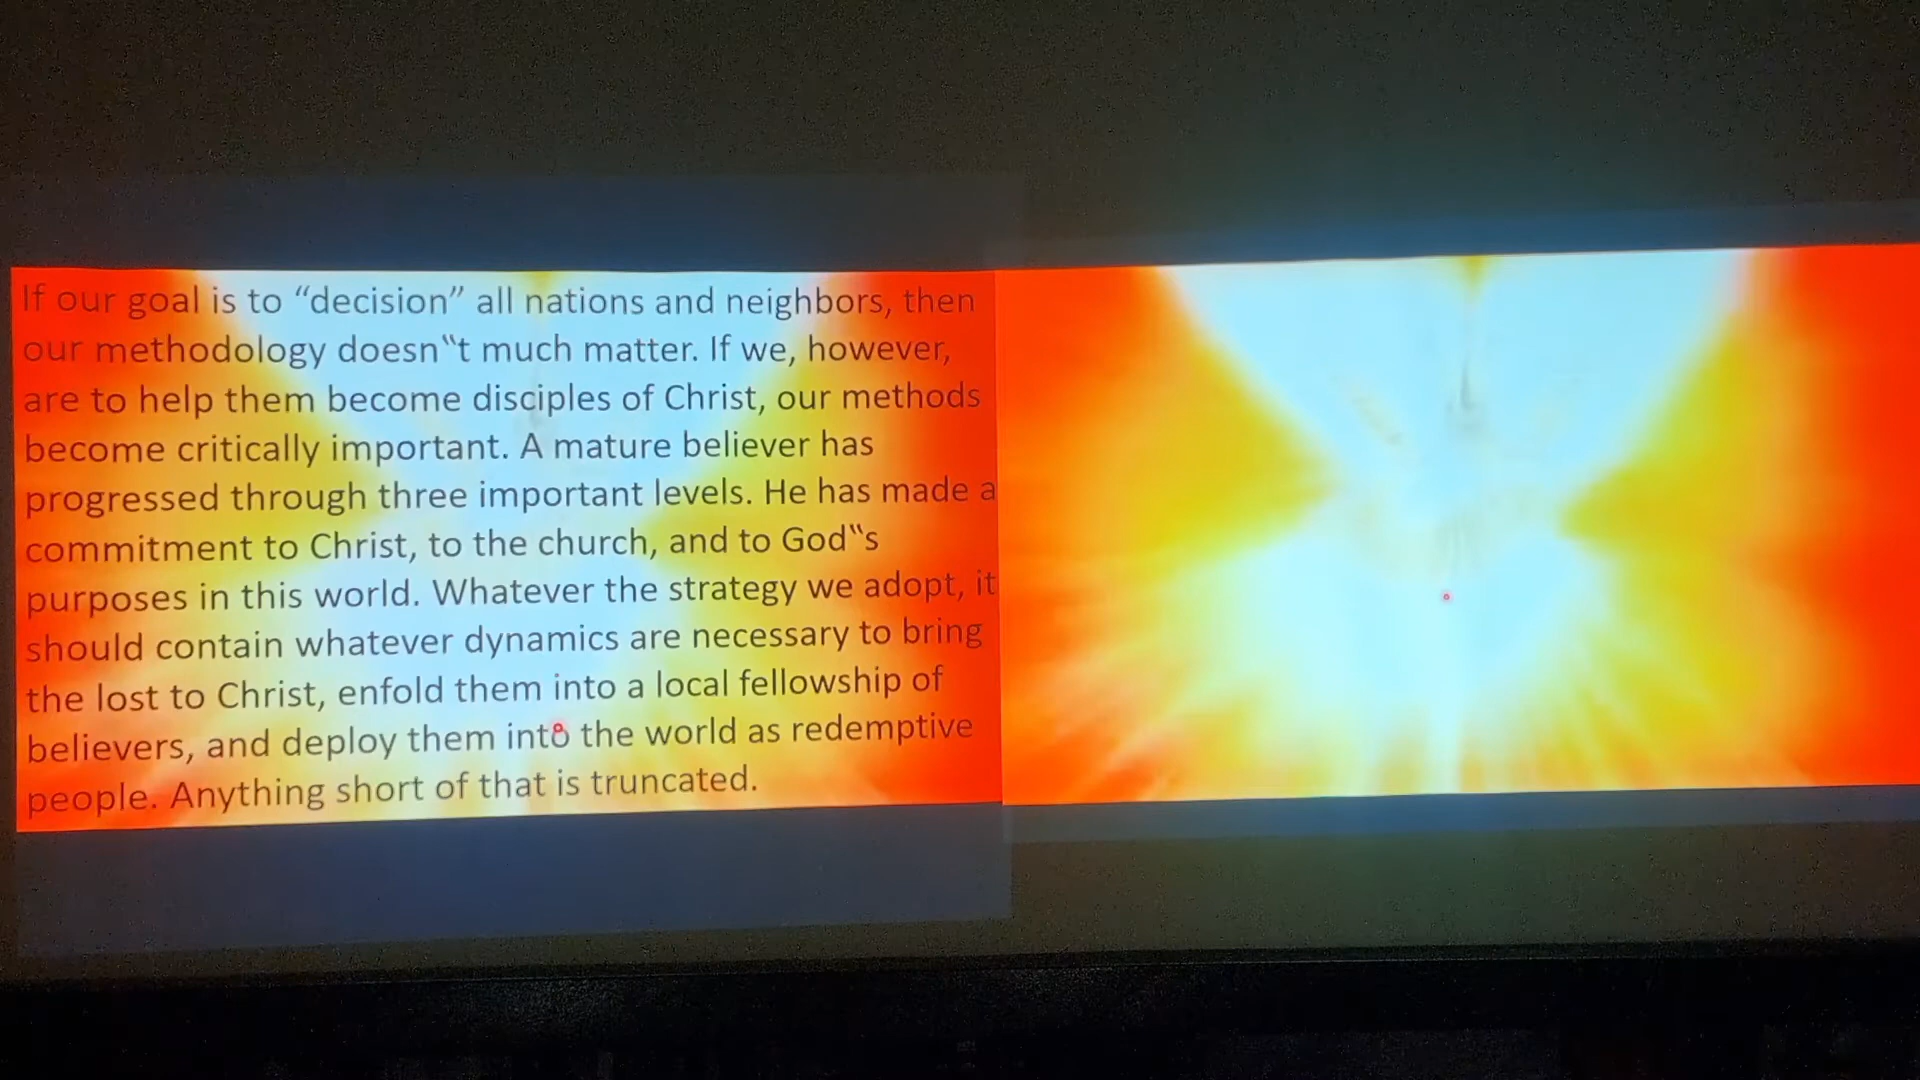 If our goal is to “decision” all nations and neighbors, then
our methodology doesn‟t much matter. If we, however,
are to help them become disciples of Christ, our methods
become critically important. A mature believer has
progressed through three important levels. He has made a
commitment to Christ, to the church, and to God‟s
purposes in this world. Whatever the strategy we adopt, it
should contain whatever dynamics are necessary to bring
the lost to Christ, enfold them into a local fellowship of
believers, and deploy them into the world as redemptive
people. Anything short of that is truncated.